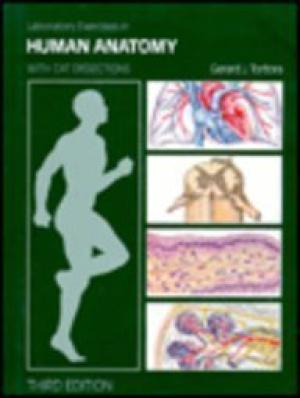 Laboratory Exercises in
HUMAN ANATOMY
WITH CAT DISSECTIONS
Gerard J. Tortora
THIRD EDITION